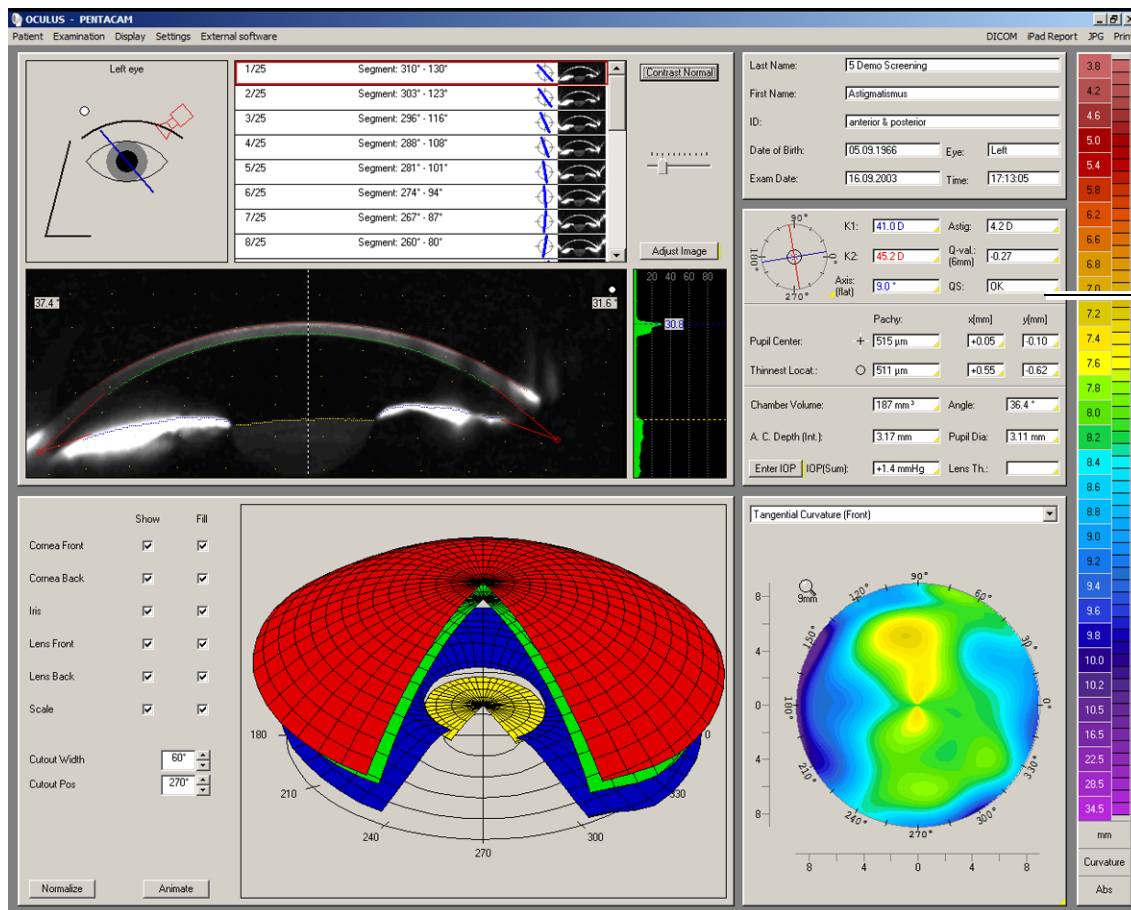 OCULUS - PENTACAM
Patient Examination Display Settings External software DICOM iPad Report JPG Print
Left eye
1/25 Segment: 310° - 130°
2/25 Segment: 303° - 123°
3/25 Segment: 296° - 116°
4/25 Segment: 288° - 108°
5/25 Segment: 281° - 101°
6/25 Segment: 274° - 94°
7/25 Segment: 267° - 87°
8/25 Segment: 260° - 80°
Contrast Normal
Adjust Image
37.4 °
31.6 °
20 40 60 80
30.8
Last Name: 5 Demo Screening
First Name: Astigmatismus
ID: anterior & posterior
Date of Birth: 05.09.1966 Eye: Left
Exam Date: 16.09.2003 Time: 17:13:05
90°
180°
0°
270°
K1: 41.0 D Astig: 4.2 D
K2: 45.2 D Q-val.: (6mm) -0.27
Axis: (flat) 9.0 ° QS: OK
Pachy: x[mm] y[mm]
Pupil Center: + 515 µm +0.05 -0.10
Thinnest Locat.: O 511 µm +0.55 -0.62
Chamber Volume: 187 mm³ Angle: 36.4 °
A. C. Depth (Int.): 3.17 mm Pupil Dia: 3.11 mm
Enter IOP IOP(Sum): +1.4 mmHg Lens Th.:
Show Fill
Cornea Front
Cornea Back
Iris
Lens Front
Lens Back
Scale
Cutout Width 60°
Cutout Pos 270°
Normalize Animate
180
0
210
330
240
300
270
Tangential Curvature (Front)
9mm
90°
120°
60°
150°
30°
180°
0°
210°
330°
240°
300°
270°
8
4
0
4
8
8 4 0 4 8
3.8
4.2
4.6
5.0
5.4
5.8
6.2
6.6
6.8
7.0
7.2
7.4
7.6
7.8
8.0
8.2
8.4
8.6
8.8
9.0
9.2
9.4
9.6
9.8
10.0
10.2
10.5
16.5
22.5
28.5
34.5
mm
Curvature
Abs